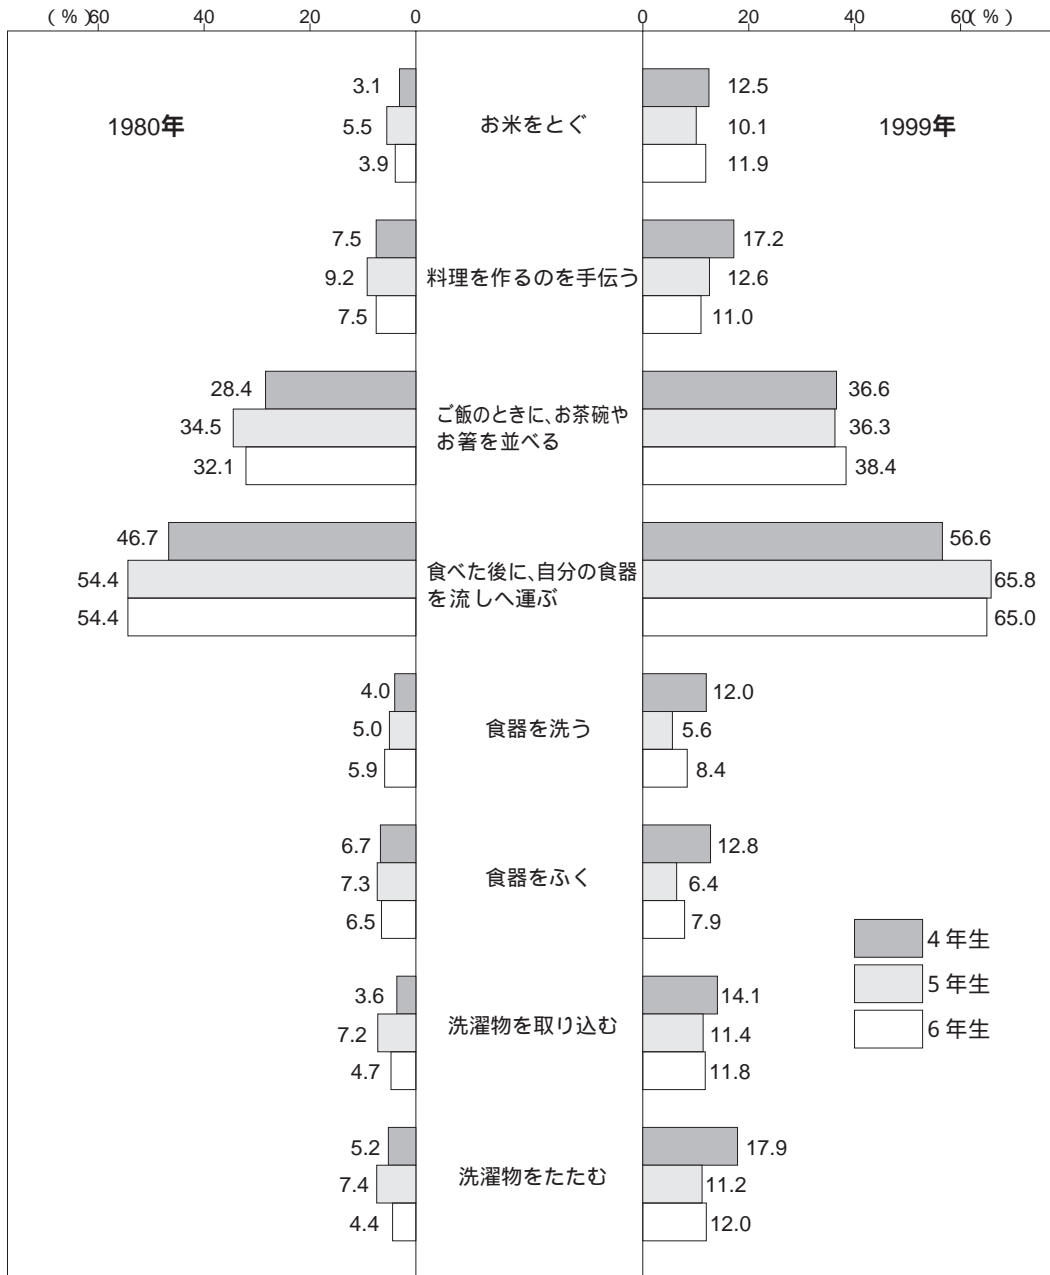 (%)60 40 20 0 0 20 40 60(%)
1980年
1999年
3.1 12.5
5.5 お米をとぐ 10.1
3.9 11.9
7.5 17.2
9.2 料理を作るのを手伝う 12.6
7.5 11.0
28.4 36.6
ご飯のときに、お茶碗や
お箸を並べる
34.5 36.3
32.1 38.4
46.7 56.6
食べた後に、自分の食器
を流しへ運ぶ
54.4 65.8
54.4 65.0
4.0 12.0
5.0 食器を洗う 5.6
5.9 8.4
6.7 12.8
7.3 食器をふく 6.4
6.5 7.9
4年生
5年生
6年生
3.6 14.1
7.2 洗濯物を取り込む 11.4
4.7 11.8
5.2 17.9
7.4 洗濯物をたたむ 11.2
4.4 12.0